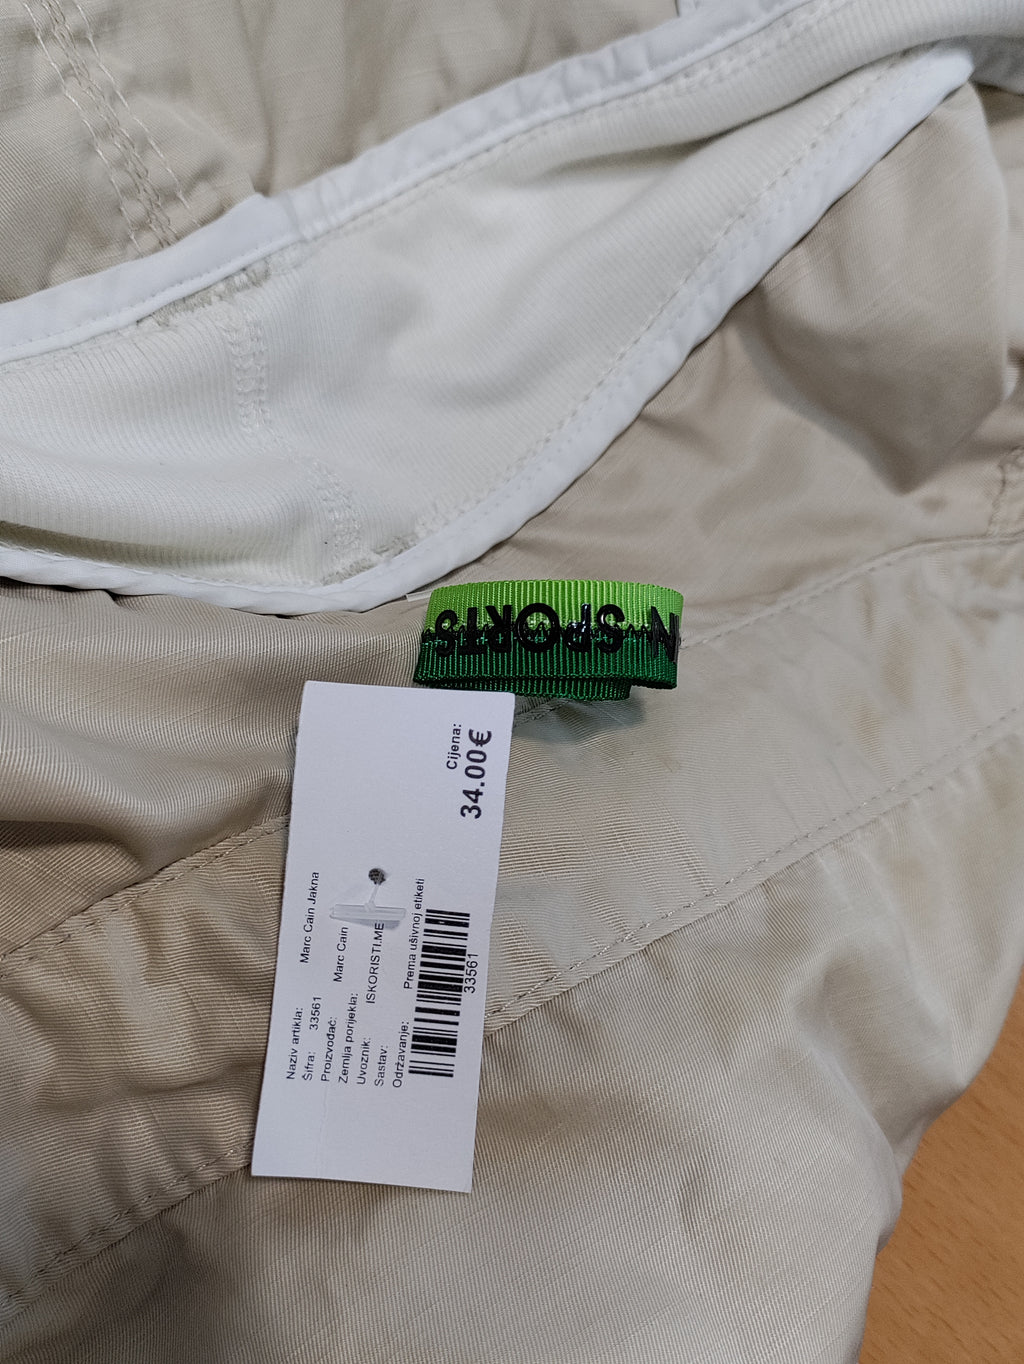 N SPORTS
Cijena:
34.00€
Naziv artikla: Marc Cain Jakna
Šifra: 33561
Proizvođač: Marc Cain
Zemlja porijekla:
Uvoznik: ISKORISTI.ME
Sastav:
Održavanje: Prema ušivnoj etiketi
33561